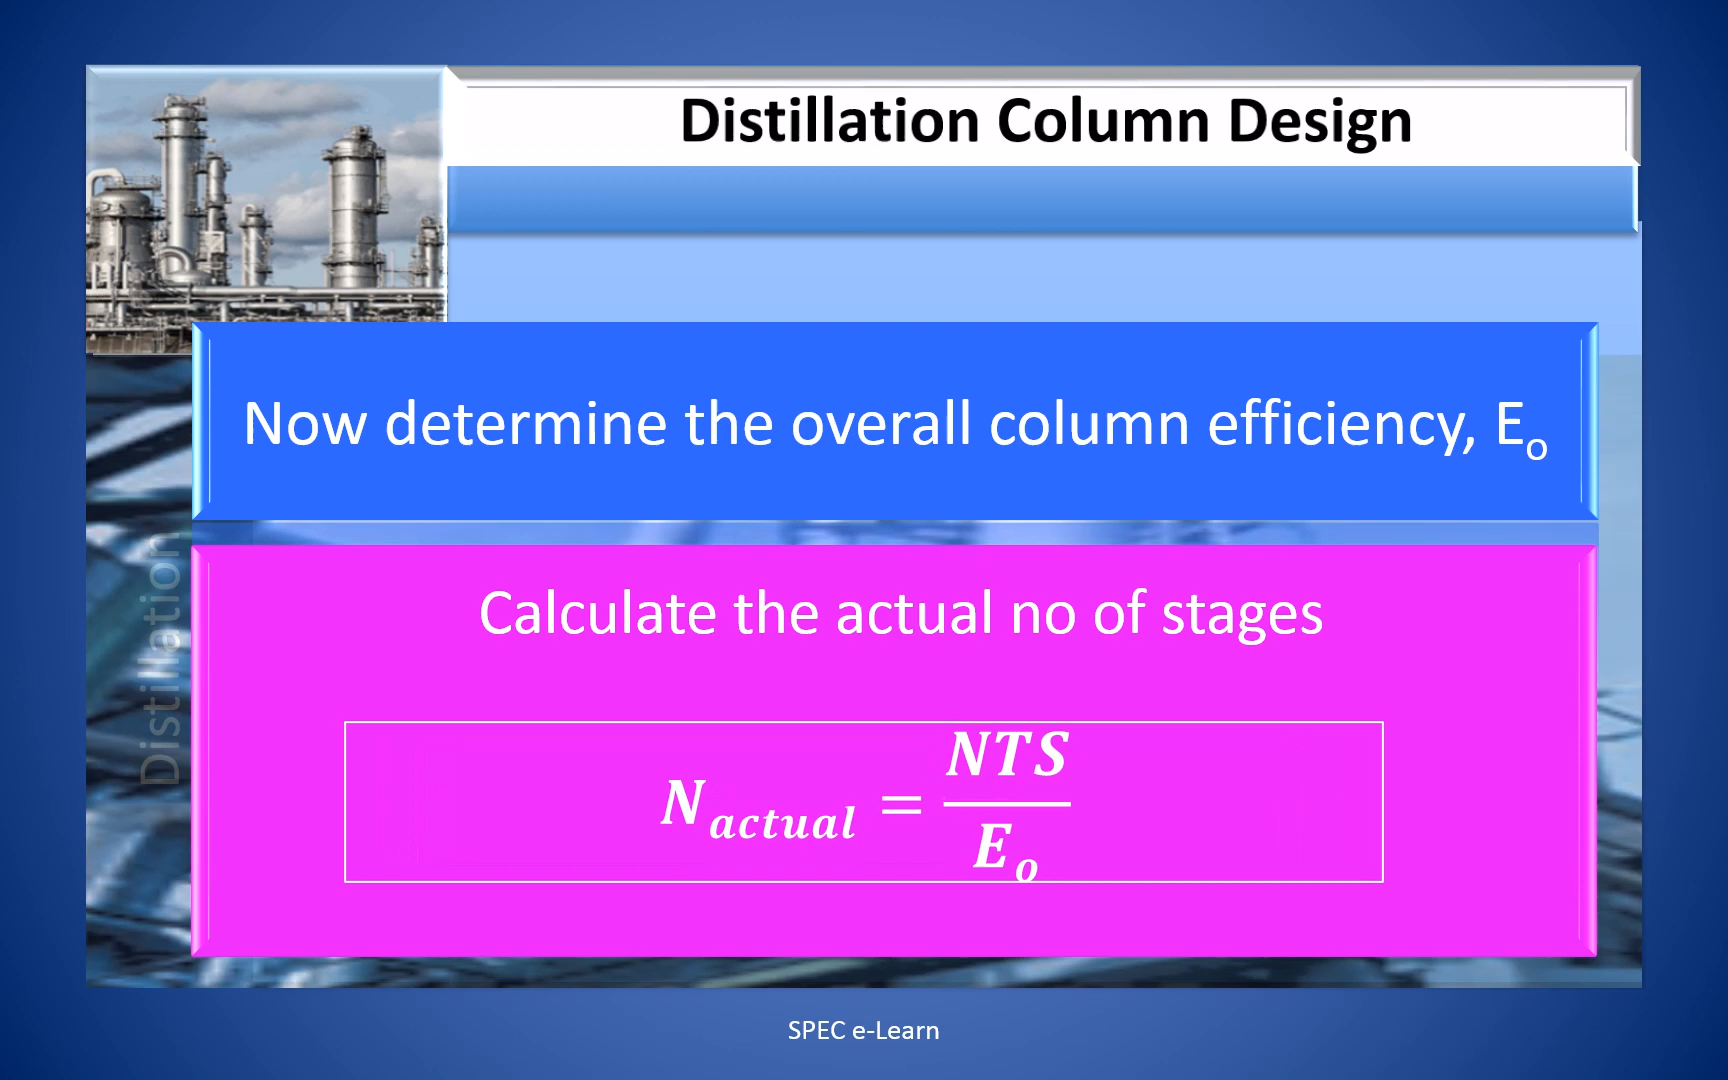 Distillation Column Design
Now determine the overall column efficiency, Eₒ
Calculate the actual no of stages
N_actual = NTS / E_o
Distillation
SPEC e-Learn